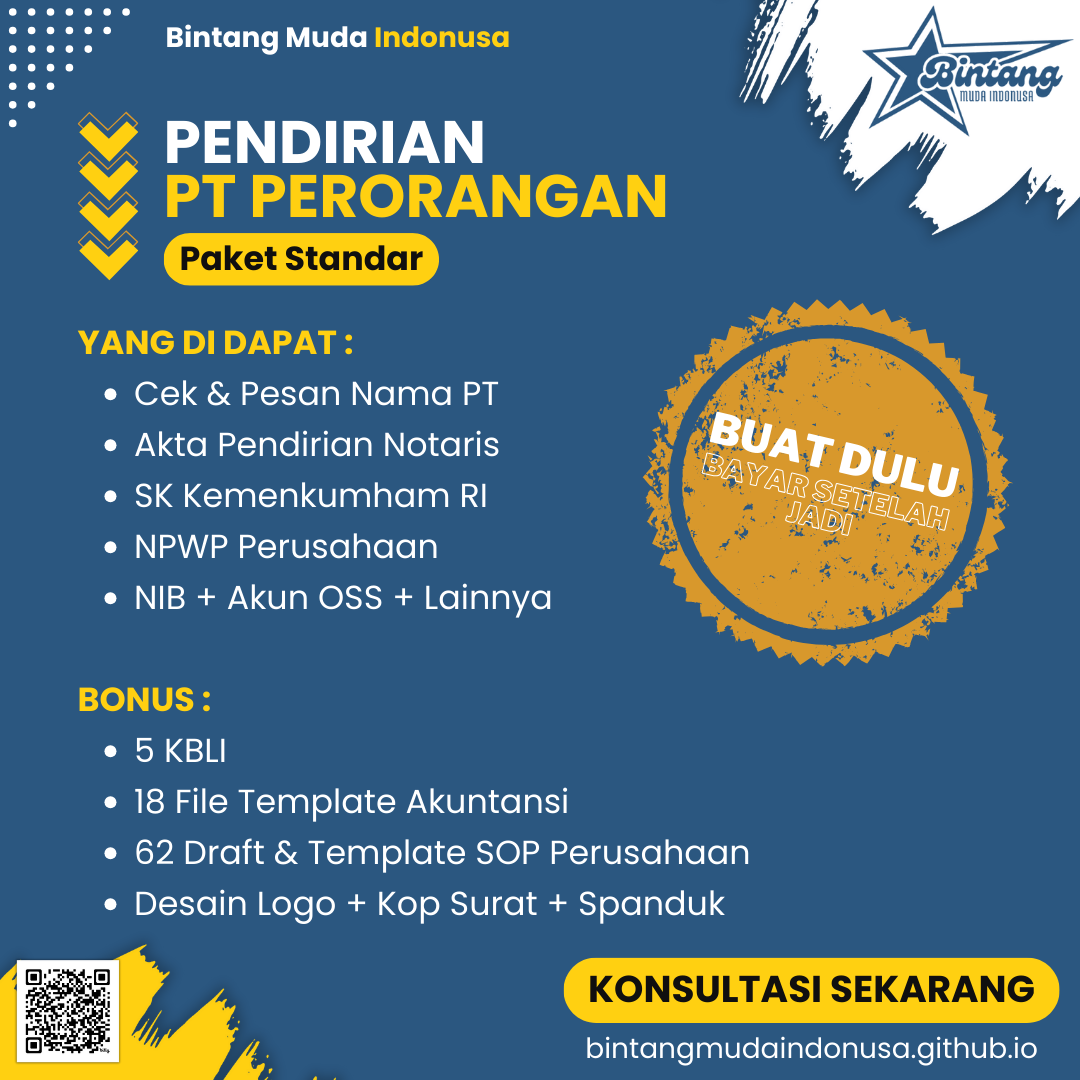 Bintang Muda Indonusa
Bintang
MUDA INDONUSA
PENDIRIAN
PT PERORANGAN
Paket Standar
YANG DI DAPAT :
Cek & Pesan Nama PT
Akta Pendirian Notaris
SK Kemenkumham RI
NPWP Perusahaan
NIB + Akun OSS + Lainnya
BUAT DULU
BAYAR SETELAH
JADI
BONUS :
5 KBLI
18 File Template Akuntansi
62 Draft & Template SOP Perusahaan
Desain Logo + Kop Surat + Spanduk
KONSULTASI SEKARANG
bintangmudaindonusa.github.io